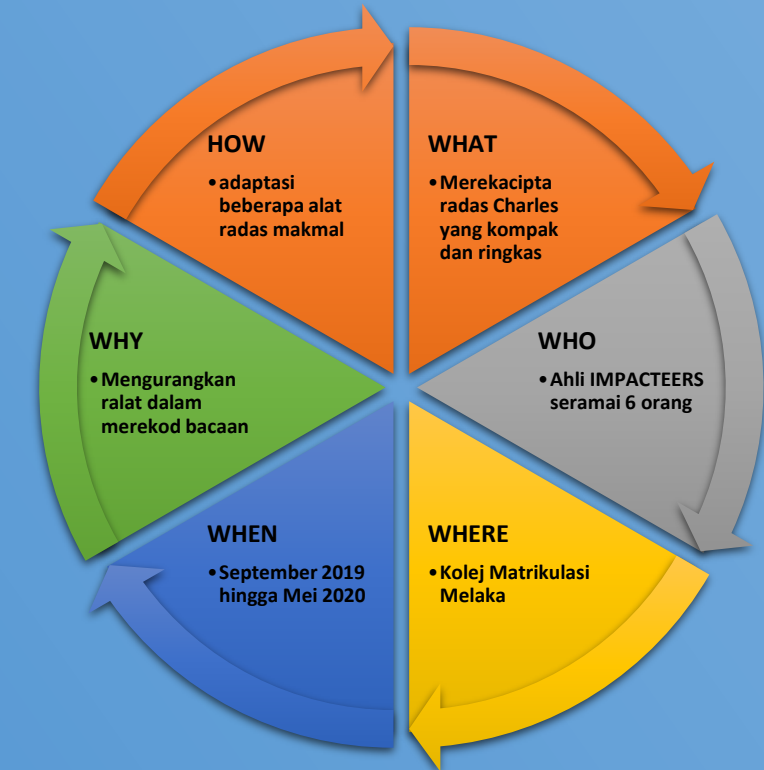 WHAT
•Merekacipta
radas Charles
yang kompak
dan ringkas
WHO
•Ahli IMPACTEERS
seramai 6 orang
WHERE
•Kolej Matrikulasi
Melaka
WHEN
•September 2019
hingga Mei 2020
WHY
•Mengurangkan
ralat dalam
merekod bacaan
HOW
•adaptasi
beberapa alat
radas makmal